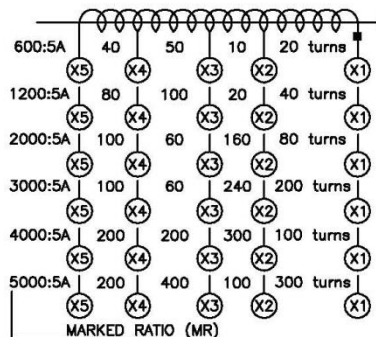 600:5A 40 50 10 20 turns
X5 X4 X3 X2 X1
1200:5A 80 100 20 40 turns
X5 X4 X3 X2 X1
2000:5A 100 60 160 80 turns
X5 X4 X3 X2 X1
3000:5A 100 60 240 200 turns
X5 X4 X3 X2 X1
4000:5A 200 200 300 100 turns
X5 X4 X3 X2 X1
5000:5A 200 400 100 300 turns
X5 X4 X3 X2 X1
MARKED RATIO (MR)